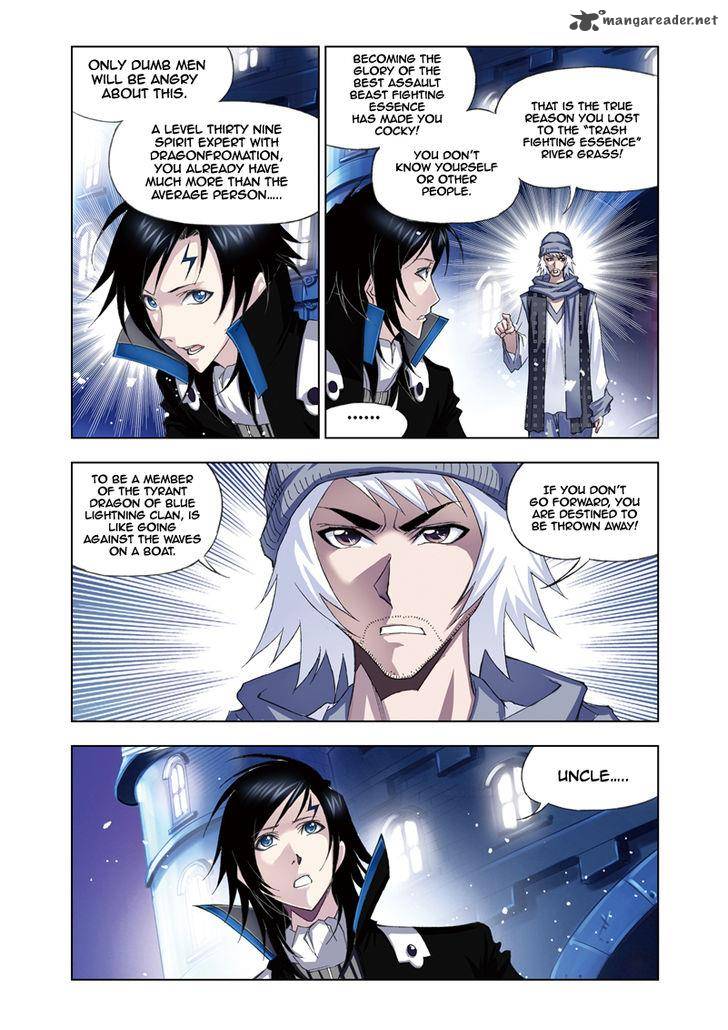 mangareader.net
ONLY DUMB MEN
WILL BE ANGRY
ABOUT THIS.
A LEVEL THIRTY NINE
SPIRIT EXPERT WITH
DRAGONFROMATION,
YOU ALREADY HAVE
MUCH MORE THAN THE
AVERAGE PERSON.....
BECOMING THE
GLORY OF THE
BEST ASSAULT
BEAST FIGHTING
ESSENCE
HAS MADE YOU
COCKY!
YOU DON'T
KNOW YOURSELF
OR OTHER
PEOPLE.
THAT IS THE TRUE
REASON YOU LOST
TO THE "TRASH
FIGHTING ESSENCE"
RIVER GRASS!
......
TO BE A MEMBER
OF THE TYRANT
DRAGON OF BLUE
LIGHTNING CLAN, IS
LIKE GOING
AGAINST THE WAVES
ON A BOAT.
IF YOU DON'T
GO FORWARD, YOU
ARE DESTINED TO
BE THROWN AWAY!
UNCLE.....